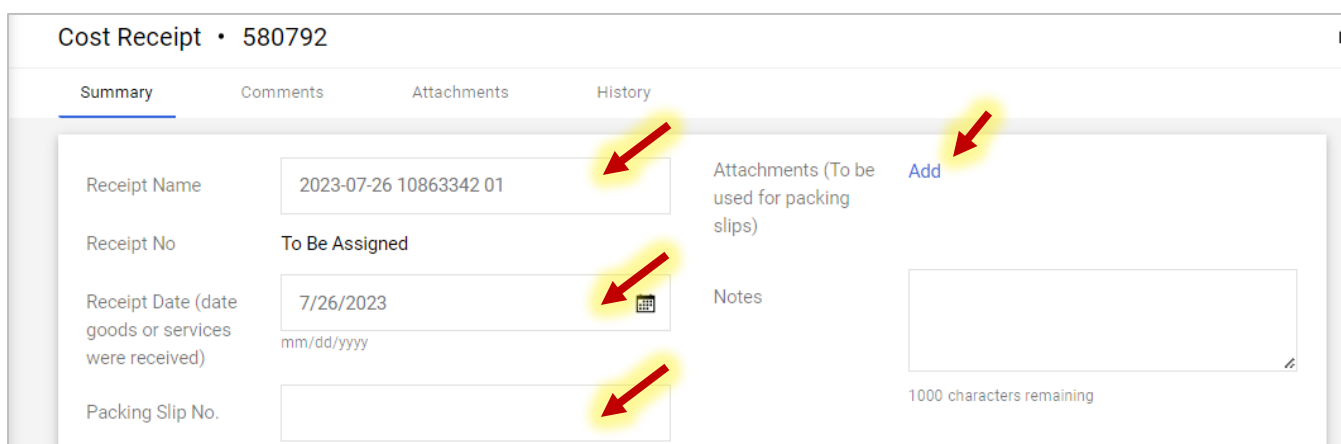 Cost Receipt • 580792
Summary Comments Attachments History
Receipt Name 2023-07-26 10863342 01
Receipt No To Be Assigned
Receipt Date (date
goods or services
were received) 7/26/2023
mm/dd/yyyy
Packing Slip No.
Attachments (To be
used for packing
slips) Add
Notes
1000 characters remaining